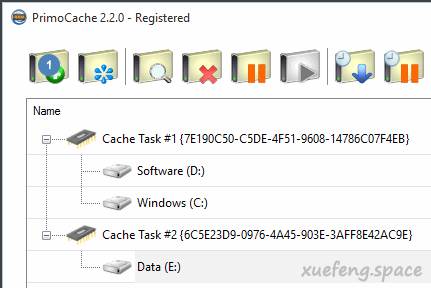 PrimoCache 2.2.0 - Registered
1
Name
Cache Task #1 {7E190C50-C5DE-4F51-9608-14786C07F4EB}
Software (D:)
Windows (C:)
Cache Task #2 {6C5E23D9-0976-4A45-903E-3AFF8E42AC9E}
Data (E:)
xuefeng.space